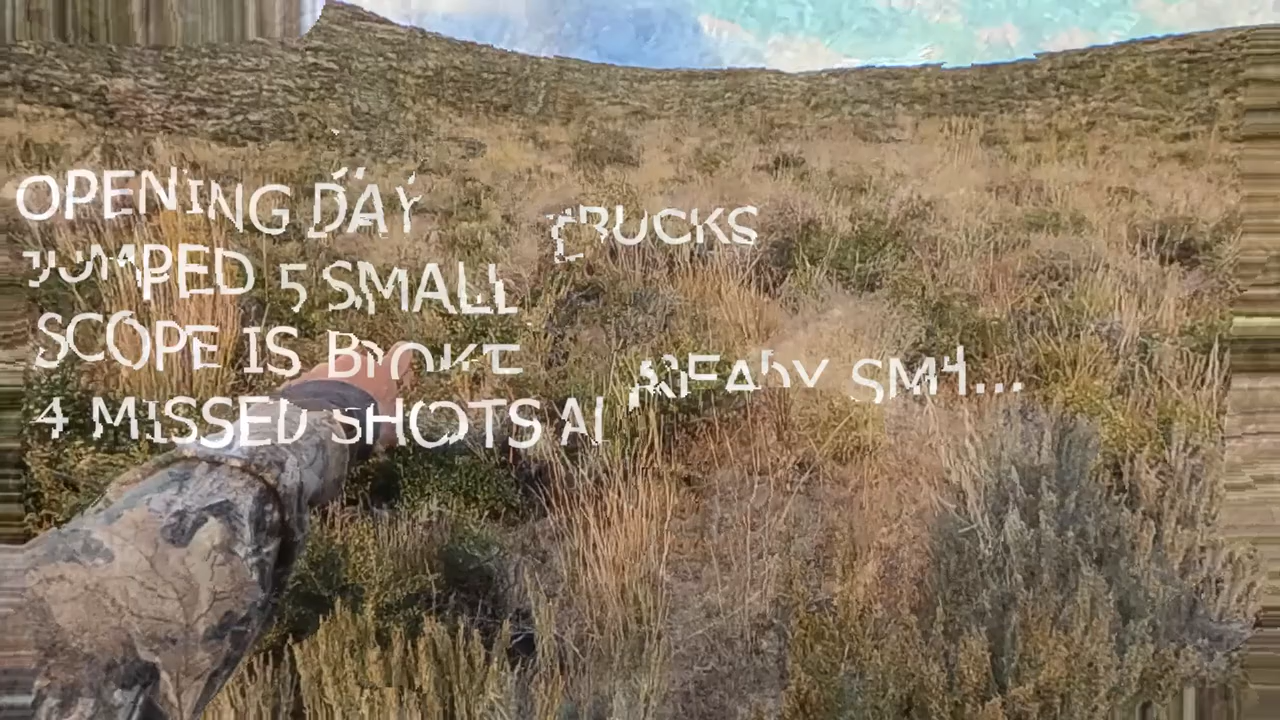 OPENING DAY
JUMPED 5 SMALL BUCKS
SCOPE IS BROKE
4 MISSED SHOTS ALREADY SMH...